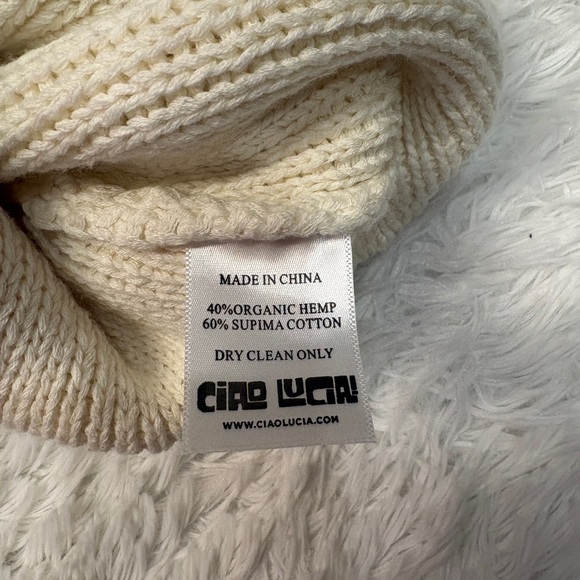 MADE IN CHINA
40%ORGANIC HEMP
60% SUPIMA COTTON
DRY CLEAN ONLY
CIAO LUCIA!
WWW.CIAOLUCIA.COM